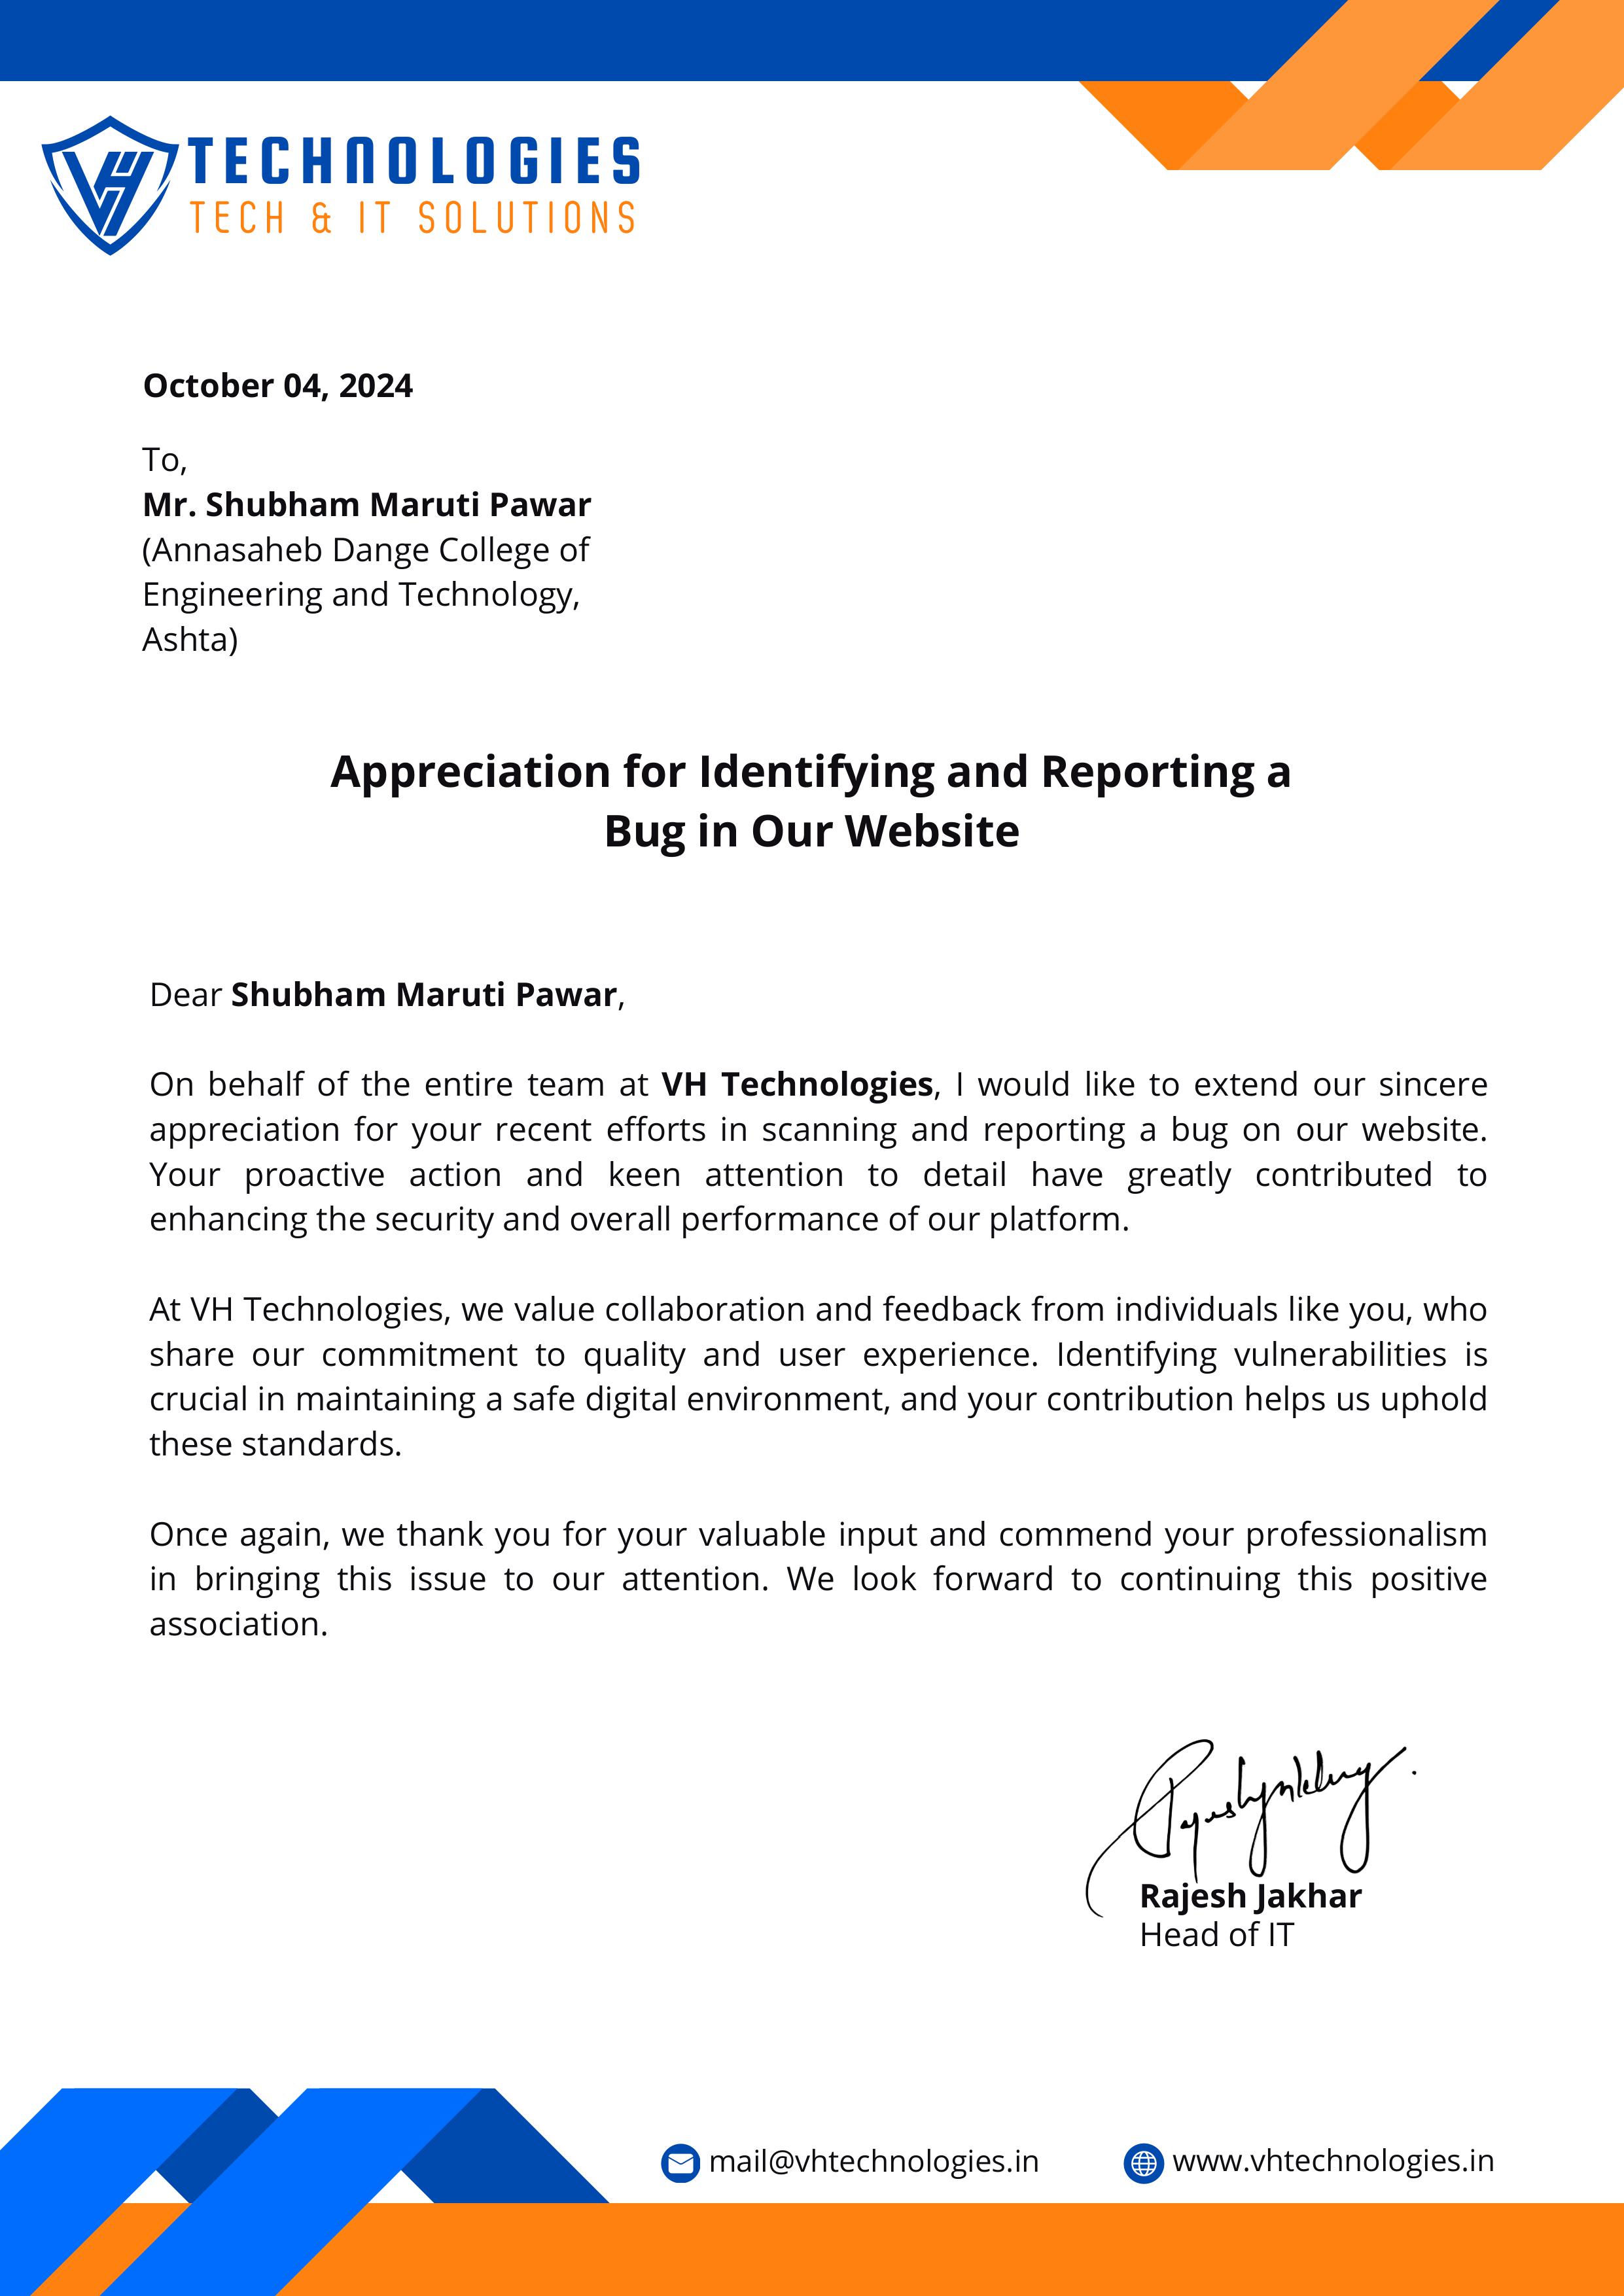 VH TECHNOLOGIES
TECH & IT SOLUTIONS
October 04, 2024
To,
Mr. Shubham Maruti Pawar
(Annasaheb Dange College of
Engineering and Technology,
Ashta)
Appreciation for Identifying and Reporting a
Bug in Our Website
Dear Shubham Maruti Pawar,
On behalf of the entire team at VH Technologies, I would like to extend our sincere
appreciation for your recent efforts in scanning and reporting a bug on our website.
Your proactive action and keen attention to detail have greatly contributed to
enhancing the security and overall performance of our platform.
At VH Technologies, we value collaboration and feedback from individuals like you, who
share our commitment to quality and user experience. Identifying vulnerabilities is
crucial in maintaining a safe digital environment, and your contribution helps us uphold
these standards.
Once again, we thank you for your valuable input and commend your professionalism
in bringing this issue to our attention. We look forward to continuing this positive
association.
Rajesh Jakhar
Head of IT
mail@vhtechnologies.in www.vhtechnologies.in